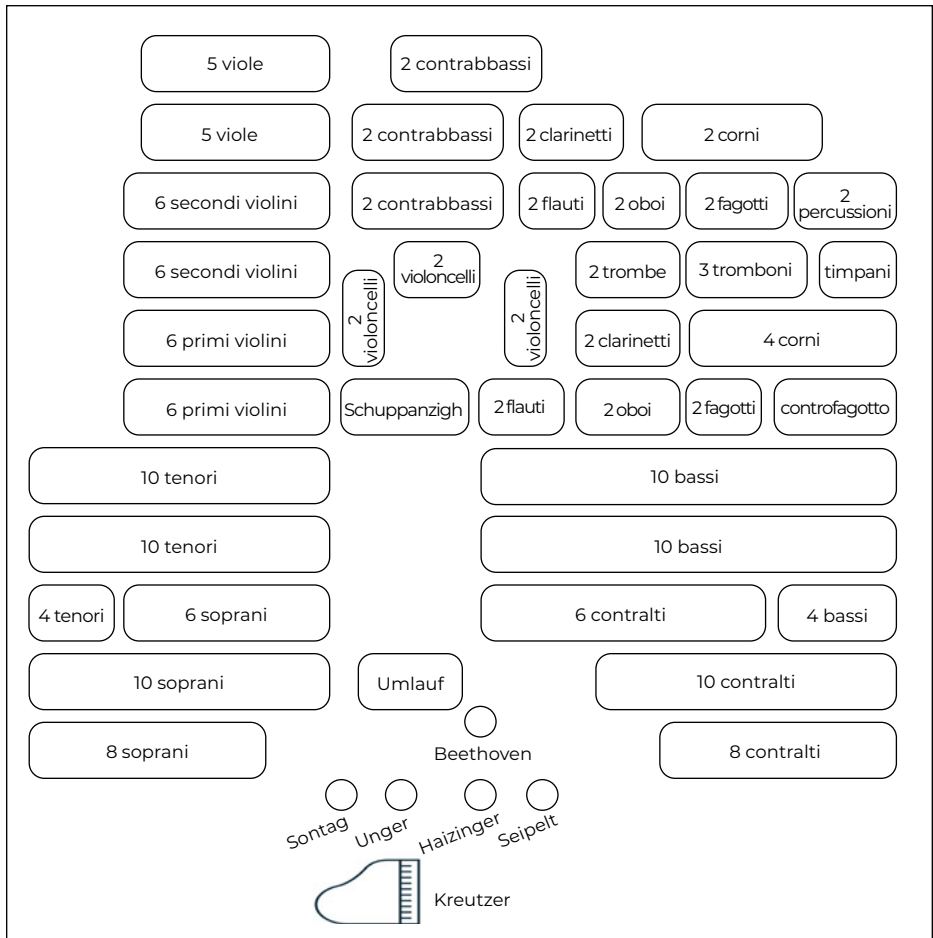 5 viole
2 contrabbassi
5 viole
2 contrabbassi
2 clarinetti
2 corni
6 secondi violini
2 contrabbassi
2 flauti
2 oboi
2 fagotti
2
percussioni
6 secondi violini
2
violoncelli
2
violoncelli
2
violoncelli
2 trombe
3 tromboni
timpani
6 primi violini
2 clarinetti
4 corni
6 primi violini
Schuppanzigh
2 flauti
2 oboi
2 fagotti
controfagotto
10 tenori
10 bassi
10 tenori
10 bassi
4 tenori
6 soprani
6 contralti
4 bassi
10 soprani
Umlauf
10 contralti
8 soprani
Beethoven
8 contralti
Sontag
Unger
Haizinger
Seipelt
Kreutzer